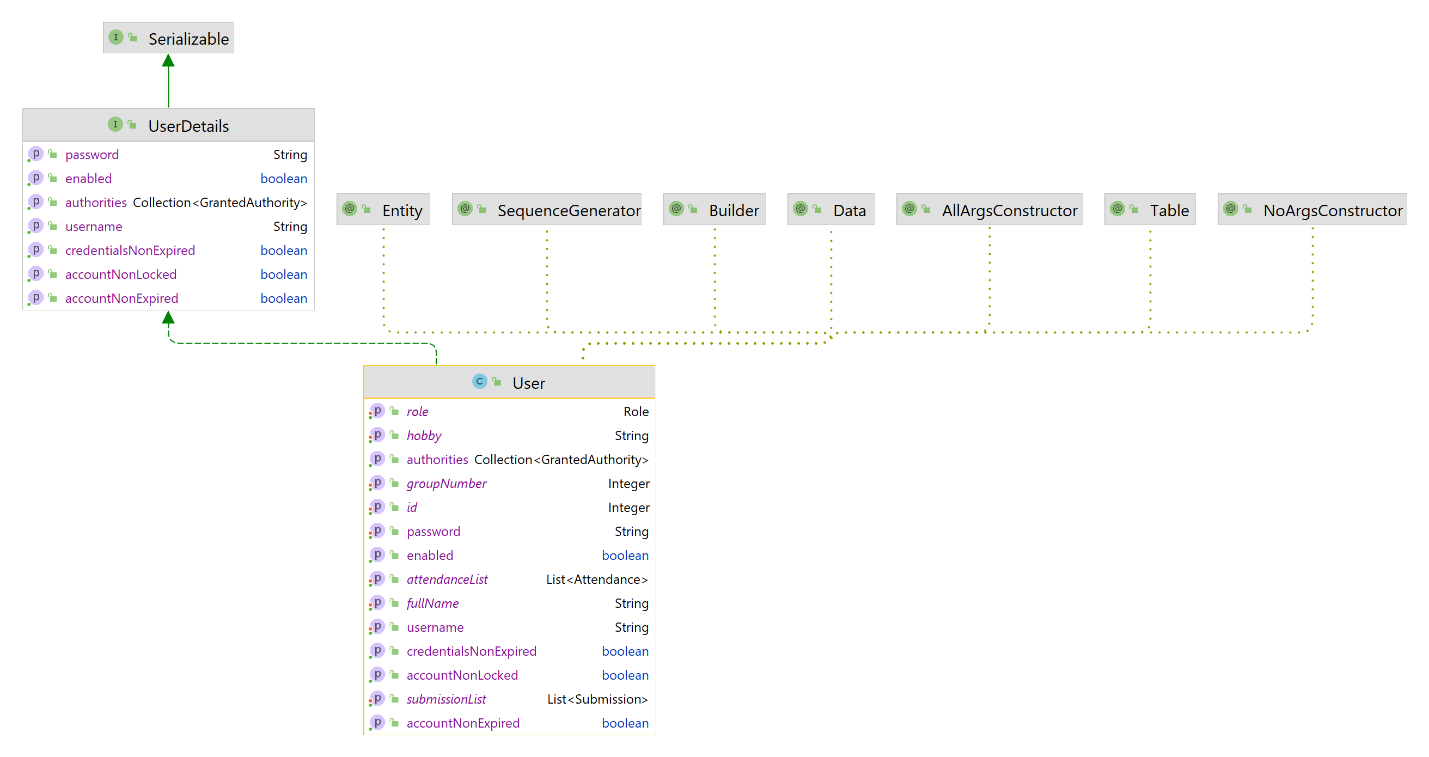 Serializable
UserDetails
password String
enabled boolean
authorities Collection<GrantedAuthority>
username String
credentialsNonExpired boolean
accountNonLocked boolean
accountNonExpired boolean
Entity SequenceGenerator Builder Data AllArgsConstructor Table NoArgsConstructor
User
role Role
hobby String
authorities Collection<GrantedAuthority>
groupNumber Integer
id Integer
password String
enabled boolean
attendanceList List<Attendance>
fullName String
username String
credentialsNonExpired boolean
accountNonLocked boolean
submissionList List<Submission>
accountNonExpired boolean